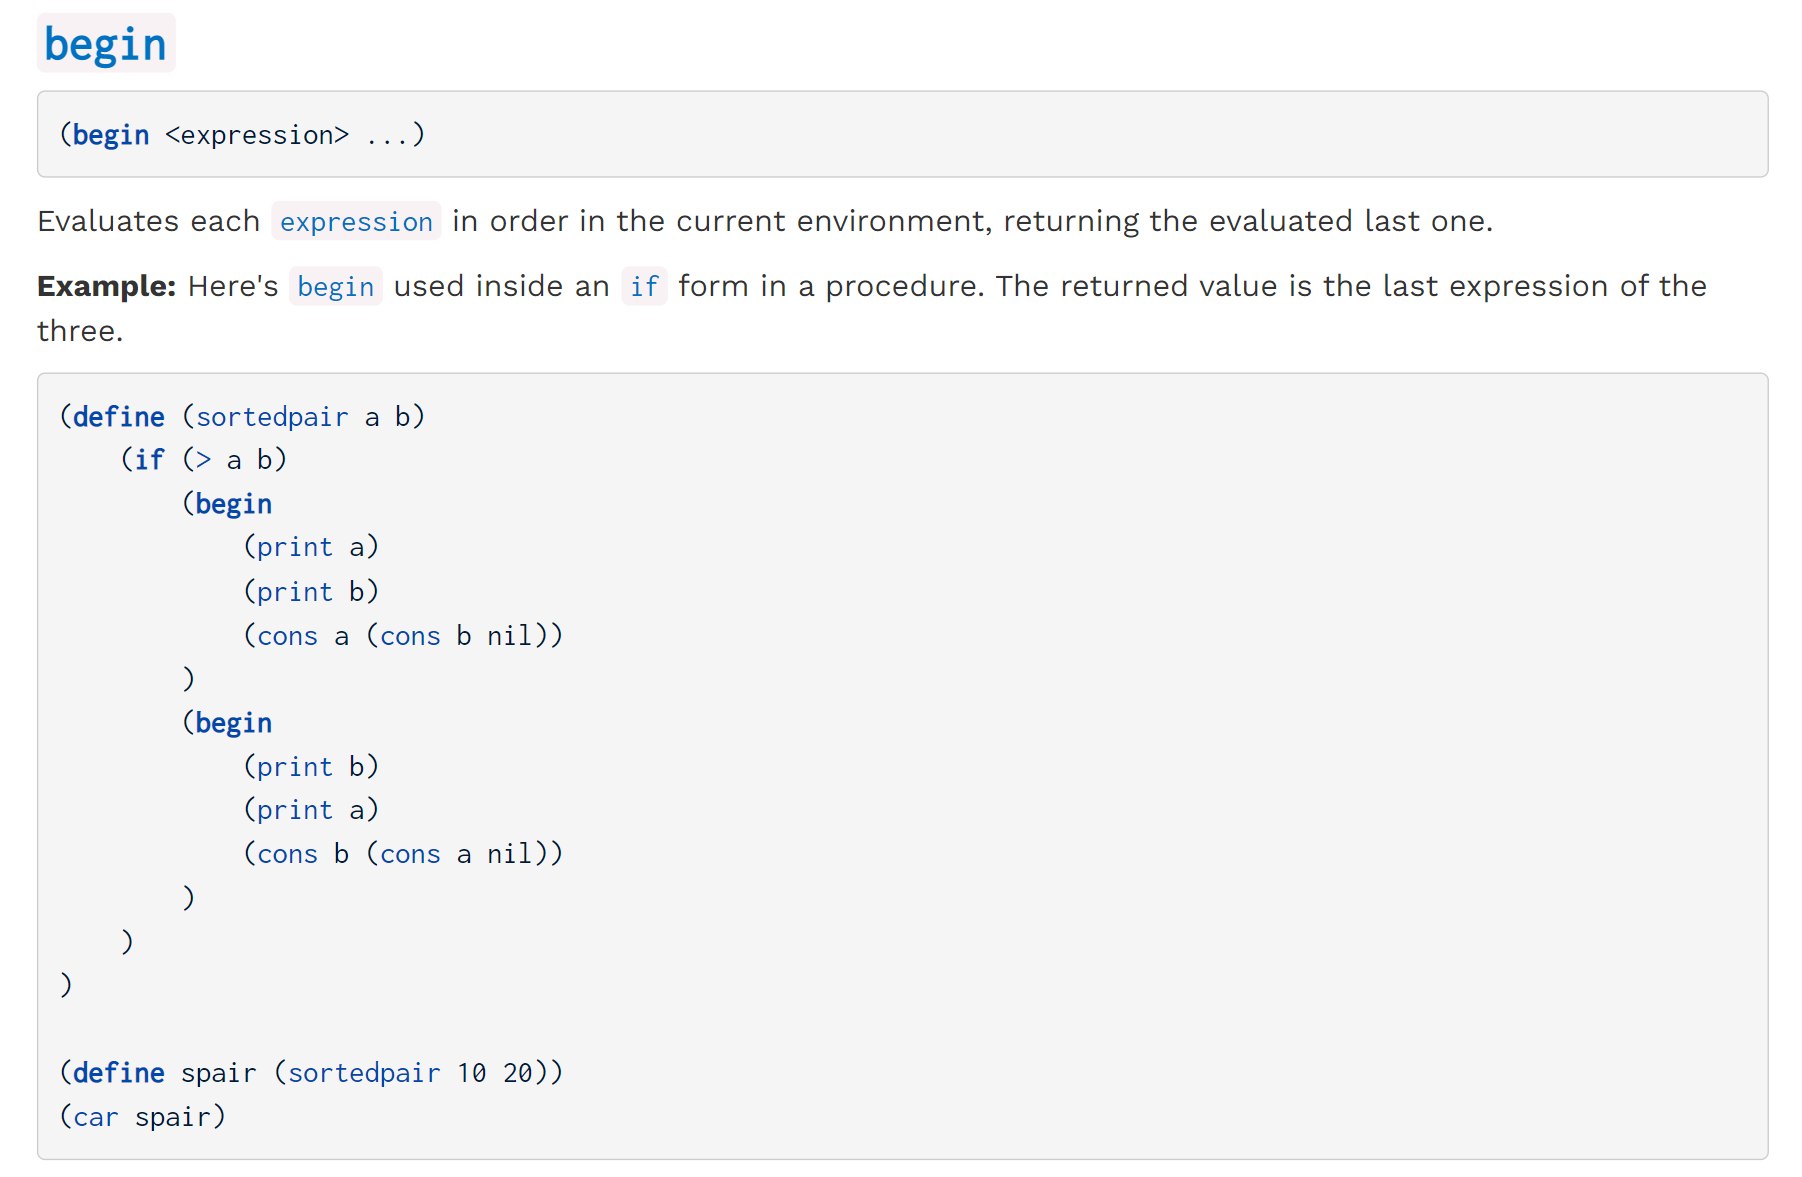 begin
(begin <expression> ...)
Evaluates each expression in order in the current environment, returning the evaluated last one.
Example: Here's begin used inside an if form in a procedure. The returned value is the last expression of the
three.
(define (sortedpair a b)
    (if (> a b)
        (begin
            (print a)
            (print b)
            (cons a (cons b nil))
        )
        (begin
            (print b)
            (print a)
            (cons b (cons a nil))
        )
    )
)
(define spair (sortedpair 10 20))
(car spair)